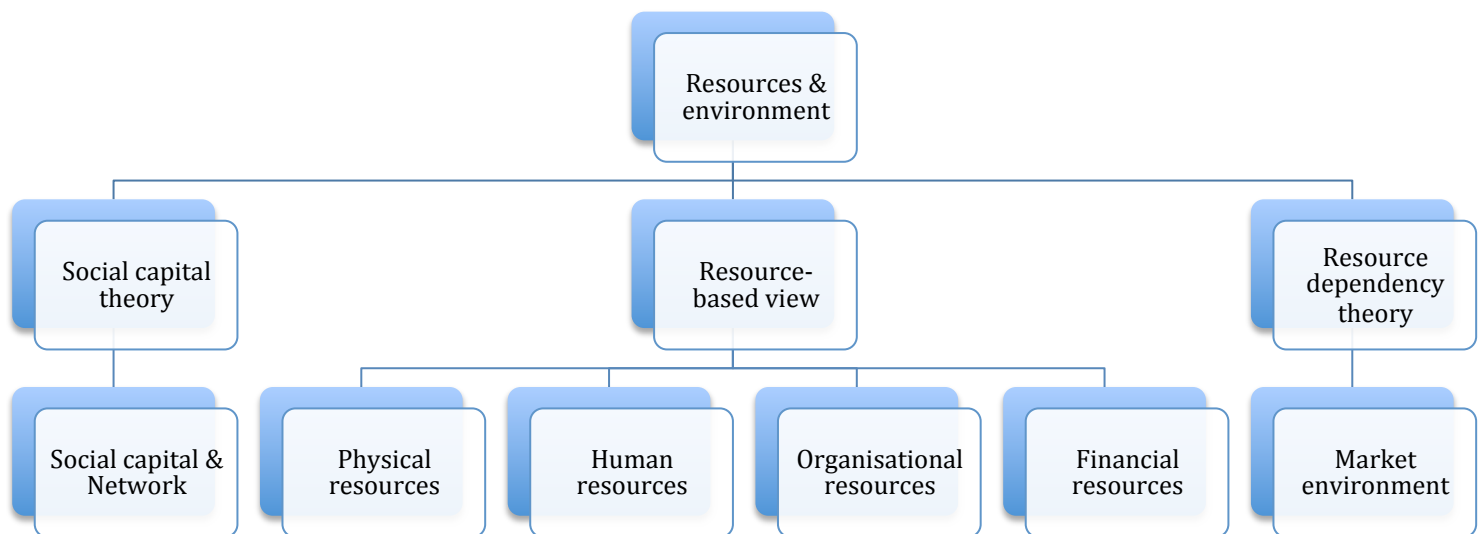 Resources &
environment
Social capital
theory
Resource-
based view
Resource
dependency
theory
Social capital &
Network
Physical
resources
Human
resources
Organisational
resources
Financial
resources
Market
environment